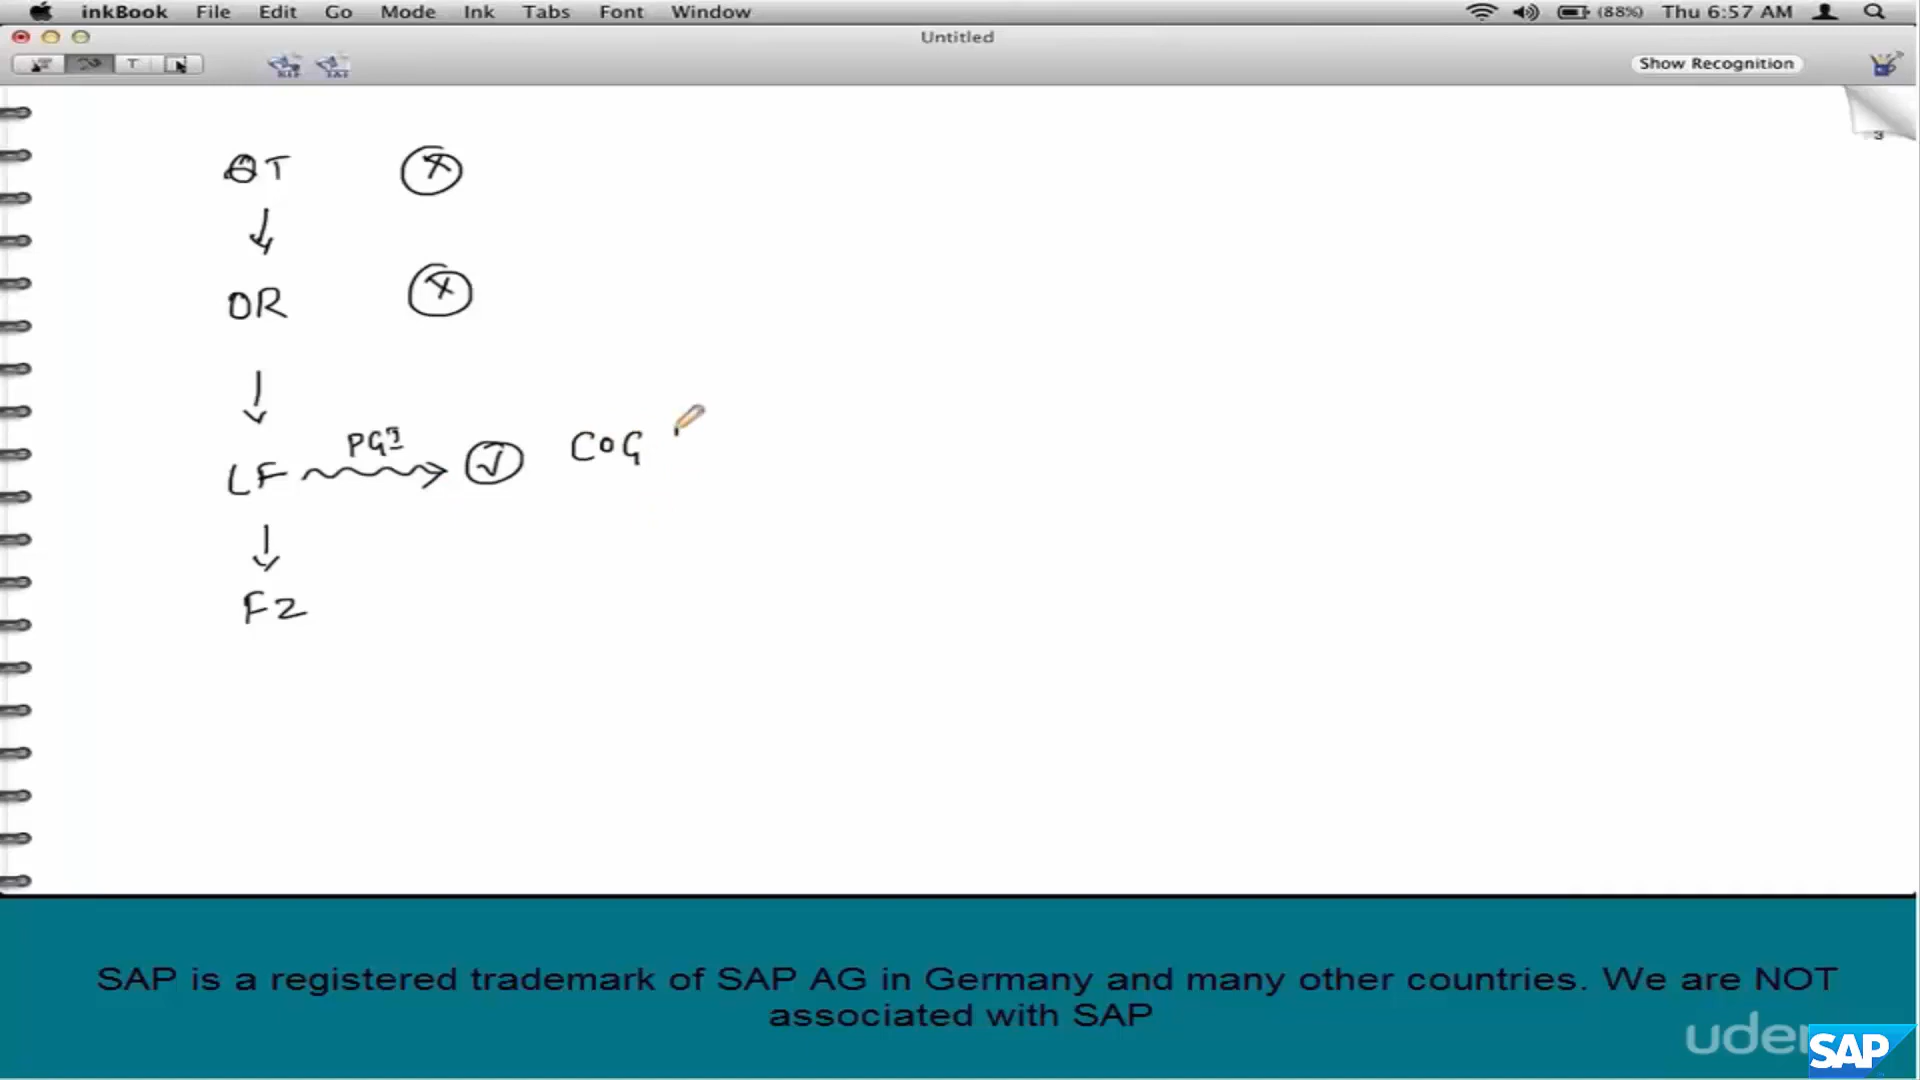 inkBook File Edit Go Mode Ink Tabs Font Window (88%) Thu 6:57 AM
Untitled
T Show Recognition
3
QT X
OR X
PGI
LF COG
F2
SAP is a registered trademark of SAP AG in Germany and many other countries. We are NOT
associated with SAP
SAP